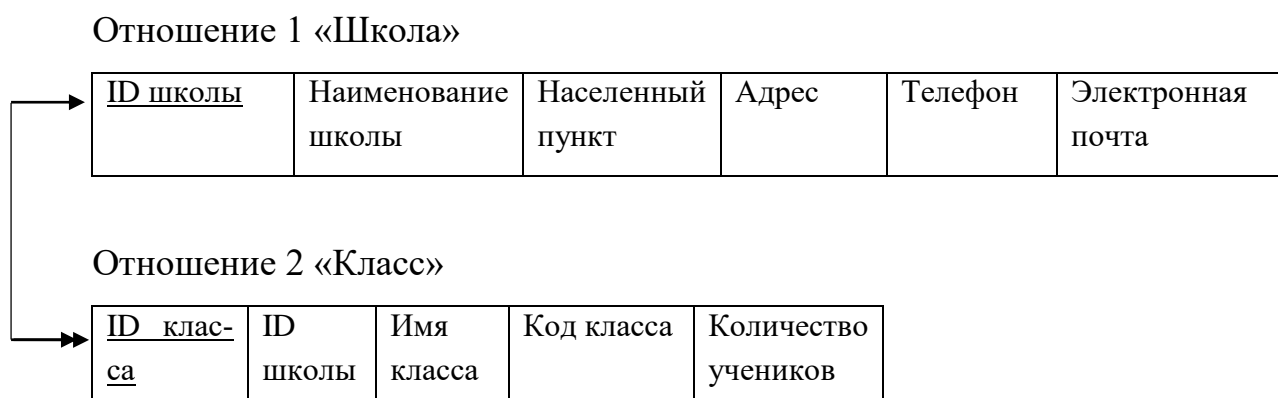 Отношение 1 «Школа»
ID школы Наименование Населенный Адрес Телефон Электронная
школы пункт почта
Отношение 2 «Класс»
ID клас- ID Имя Код класса Количество
са школы класса учеников